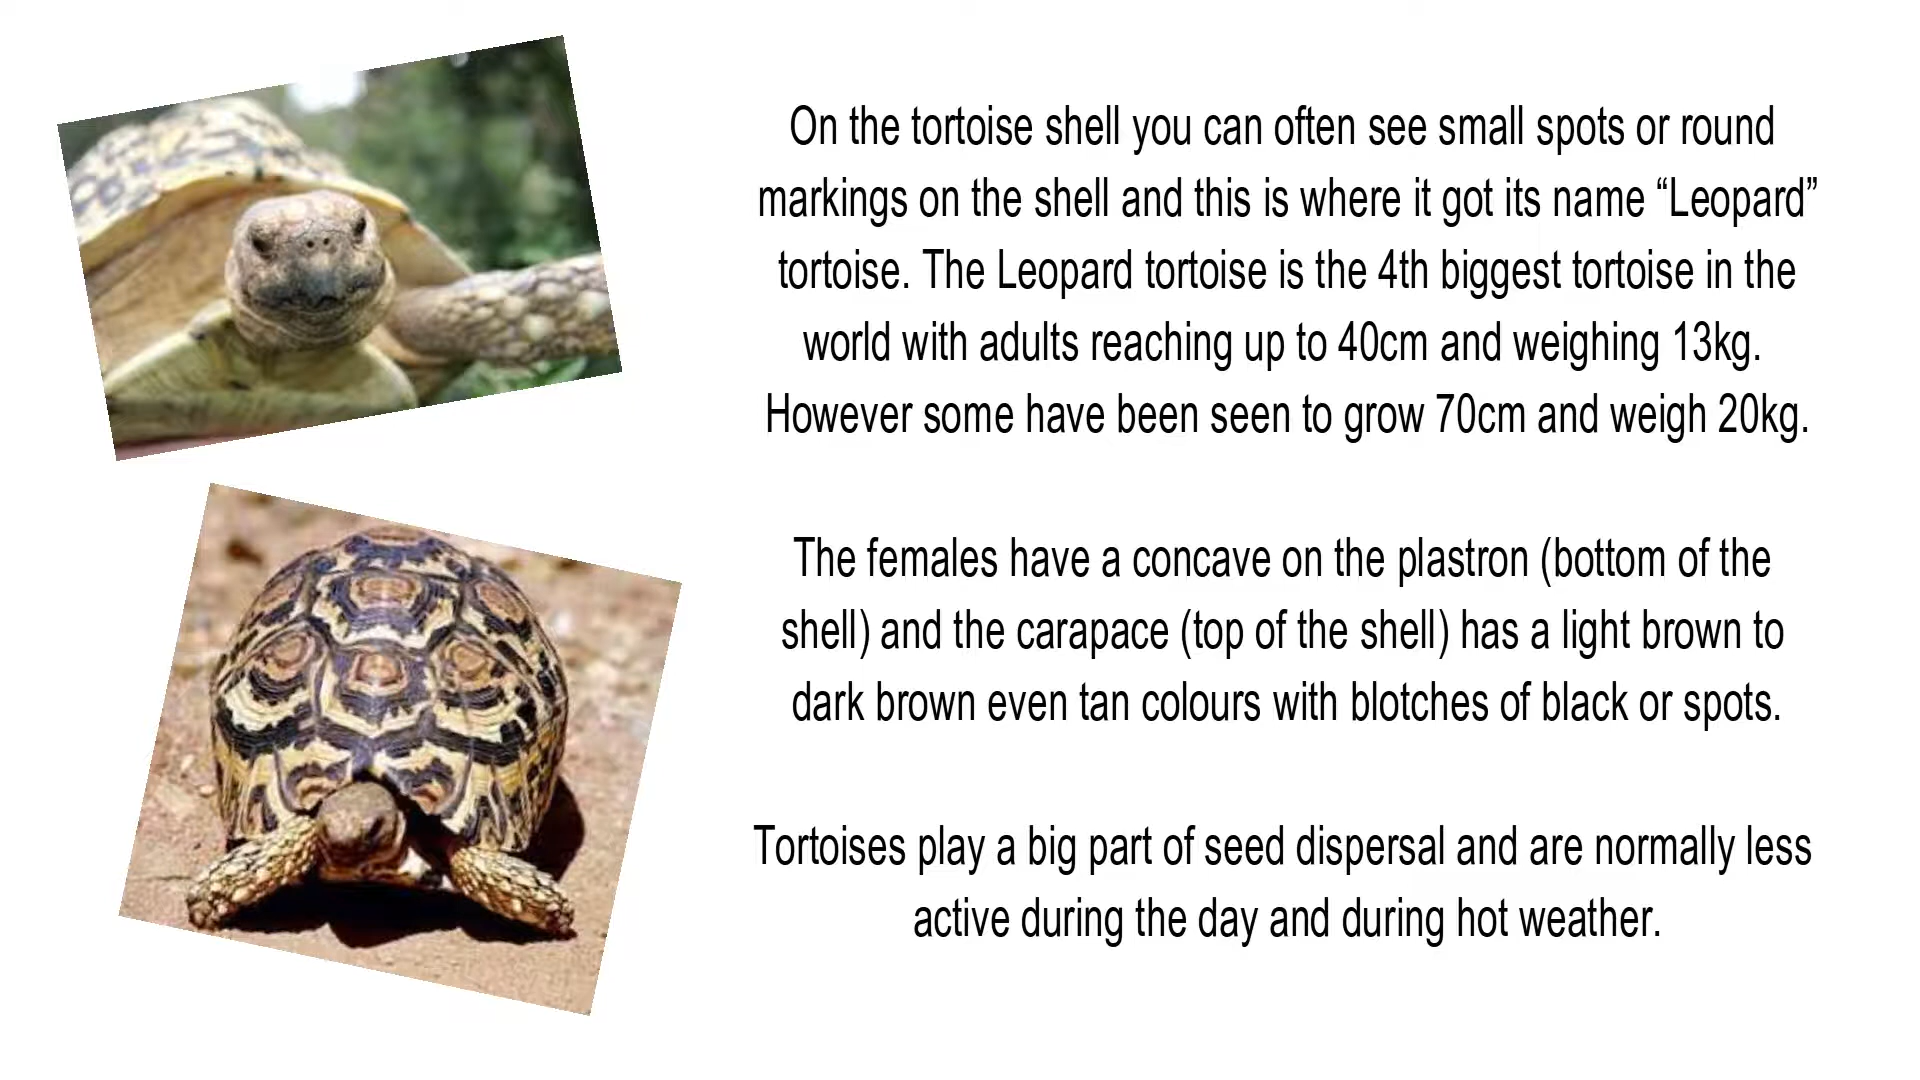 On the tortoise shell you can often see small spots or round
markings on the shell and this is where it got its name “Leopard”
tortoise. The Leopard tortoise is the 4th biggest tortoise in the
world with adults reaching up to 40cm and weighing 13kg.
However some have been seen to grow 70cm and weigh 20kg.
The females have a concave on the plastron (bottom of the
shell) and the carapace (top of the shell) has a light brown to
dark brown even tan colours with blotches of black or spots.
Tortoises play a big part of seed dispersal and are normally less
active during the day and during hot weather.